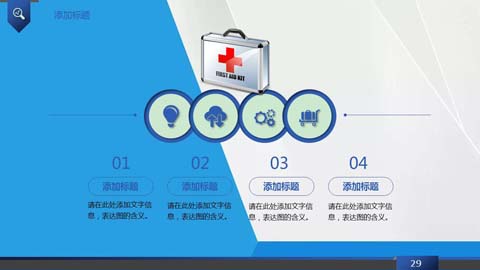 添加标题
FIRST AID KIT
01
02
03
04
添加标题
添加标题
添加标题
添加标题
请在此处添加文字信
息，表达图的含义。
请在此处添加文字信
息，表达图的含义。
请在此处添加文字信
息，表达图的含义。
请在此处添加文字信
息，表达图的含义。
29